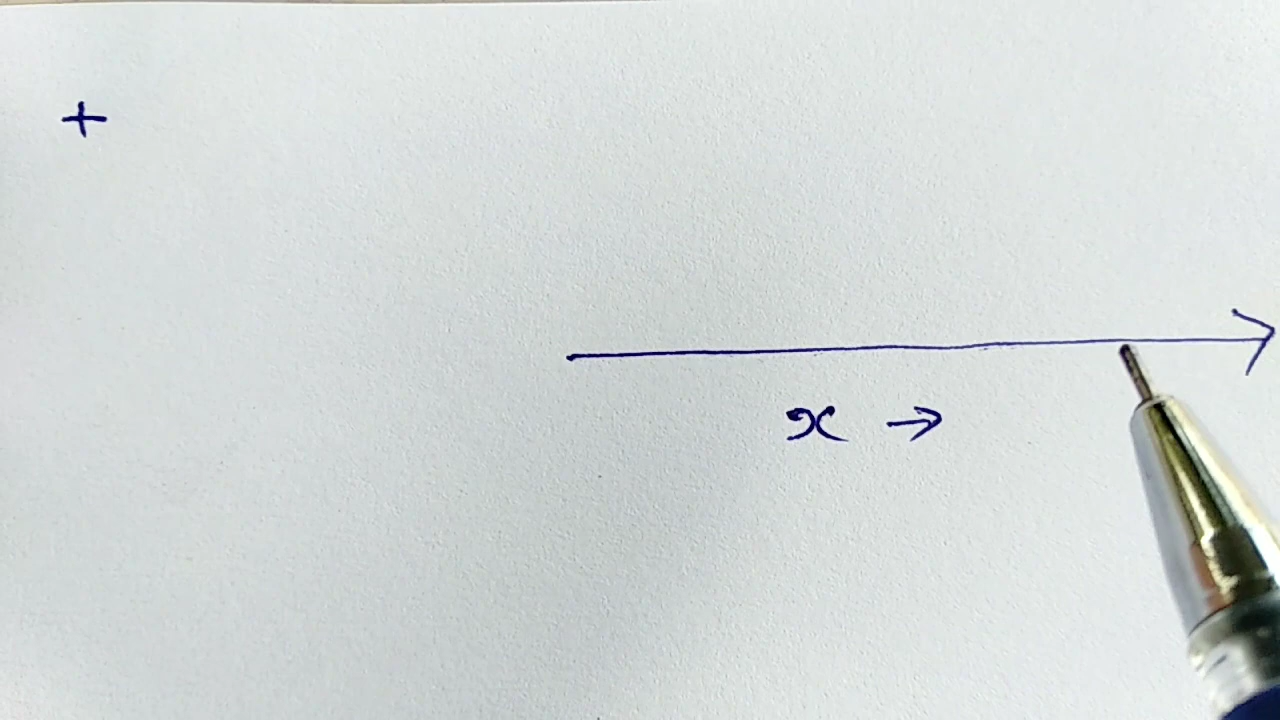 +
x →